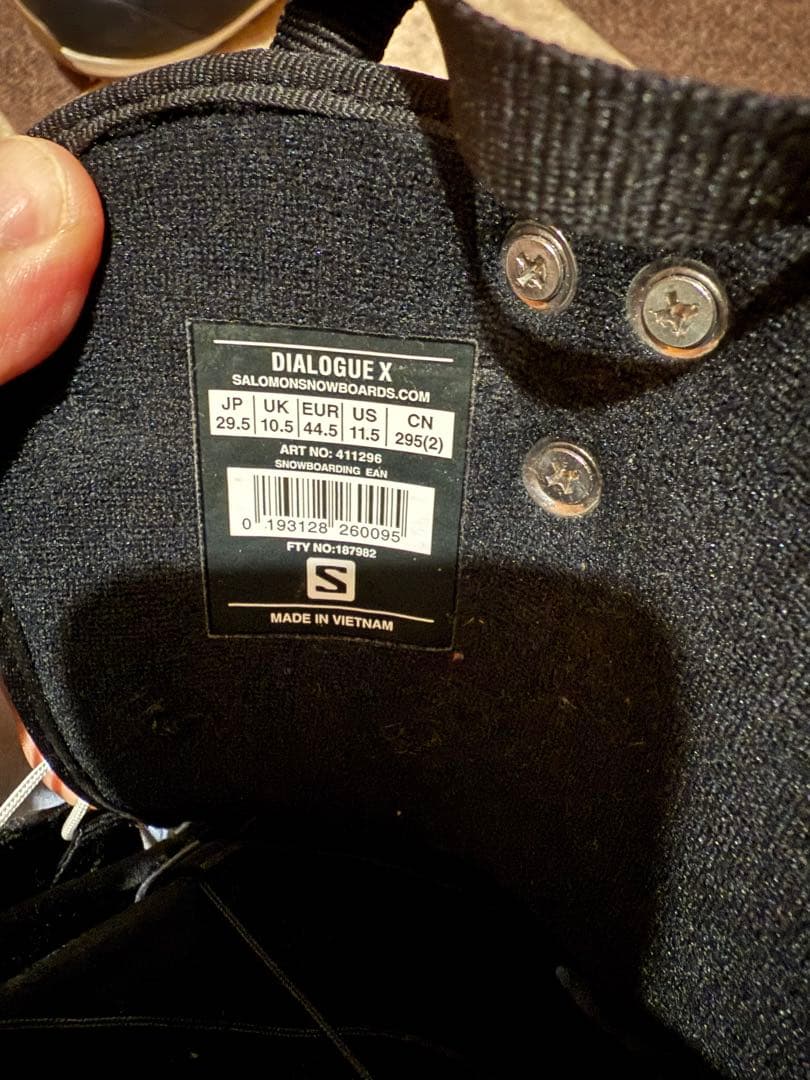 DIALOGUE X
SALOMONSNOWBOARDS.COM
JP UK EUR US CN
29.5 10.5 44.5 11.5 295(2)
ART NO: 411296
SNOWBOARDING EAN
0 193128 260095
FTY NO:187982
S
MADE IN VIETNAM